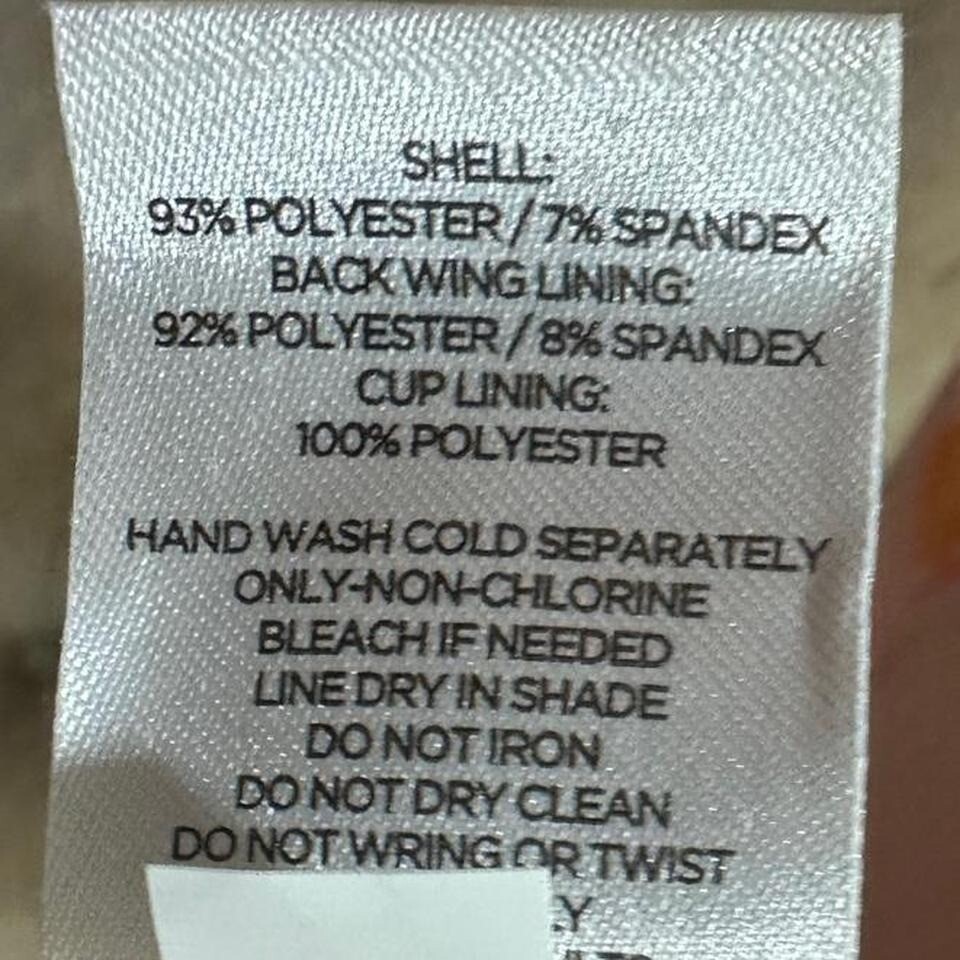 SHELL:
93% POLYESTER / 7% SPANDEX
BACK WING LINING:
92% POLYESTER / 8% SPANDEX
CUP LINING:
100% POLYESTER
HAND WASH COLD SEPARATELY
ONLY-NON-CHLORINE
BLEACH IF NEEDED
LINE DRY IN SHADE
DO NOT IRON
DO NOT DRY CLEAN
DO NOT WRING OR TWIST